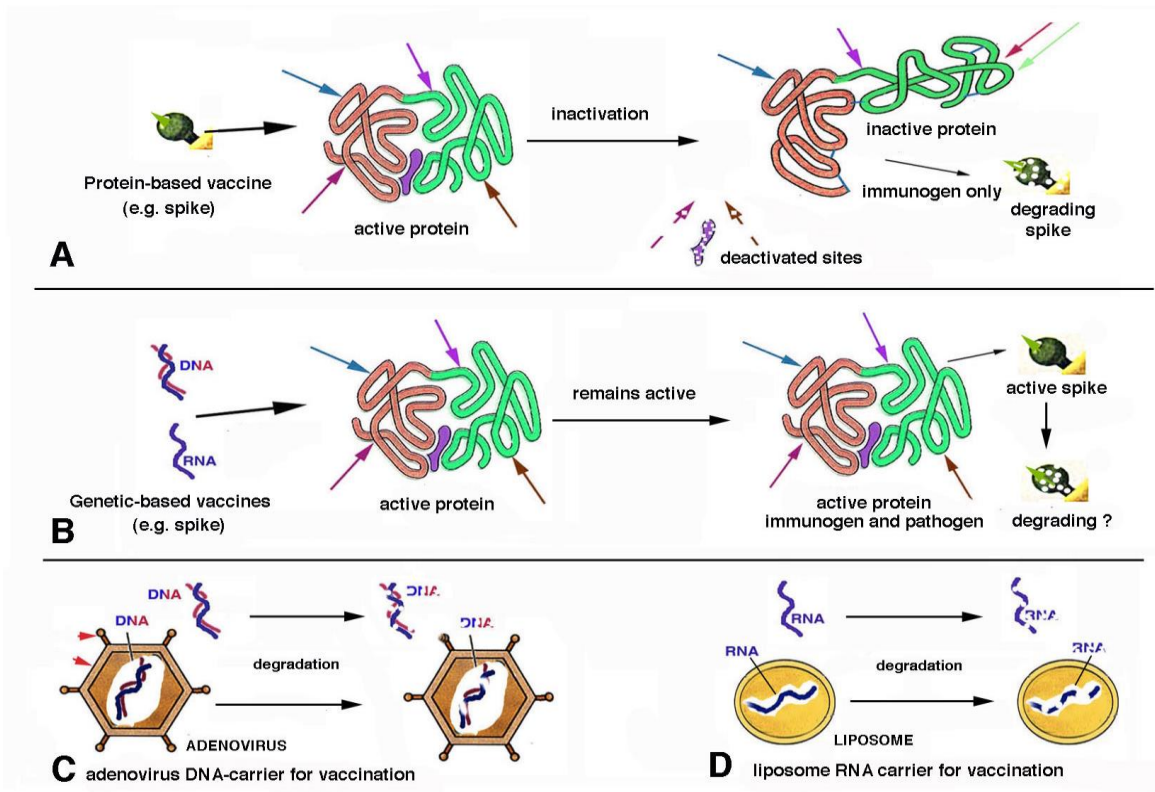 inactivation
inactive protein
Protein-based vaccine
(e.g. spike)
immunogen only
active protein
degrading
spike
deactivated sites
A
DNA
RNA
remains active
active spike
Genetic-based vaccines
(e.g. spike)
active protein
active protein
immunogen and pathogen
degrading ?
B
DNA
DNA
DNA
DNA
degradation
ADENOVIRUS
C adenovirus DNA-carrier for vaccination
RNA
RNA
RNA
RNA
degradation
LIPOSOME
D liposome RNA carrier for vaccination